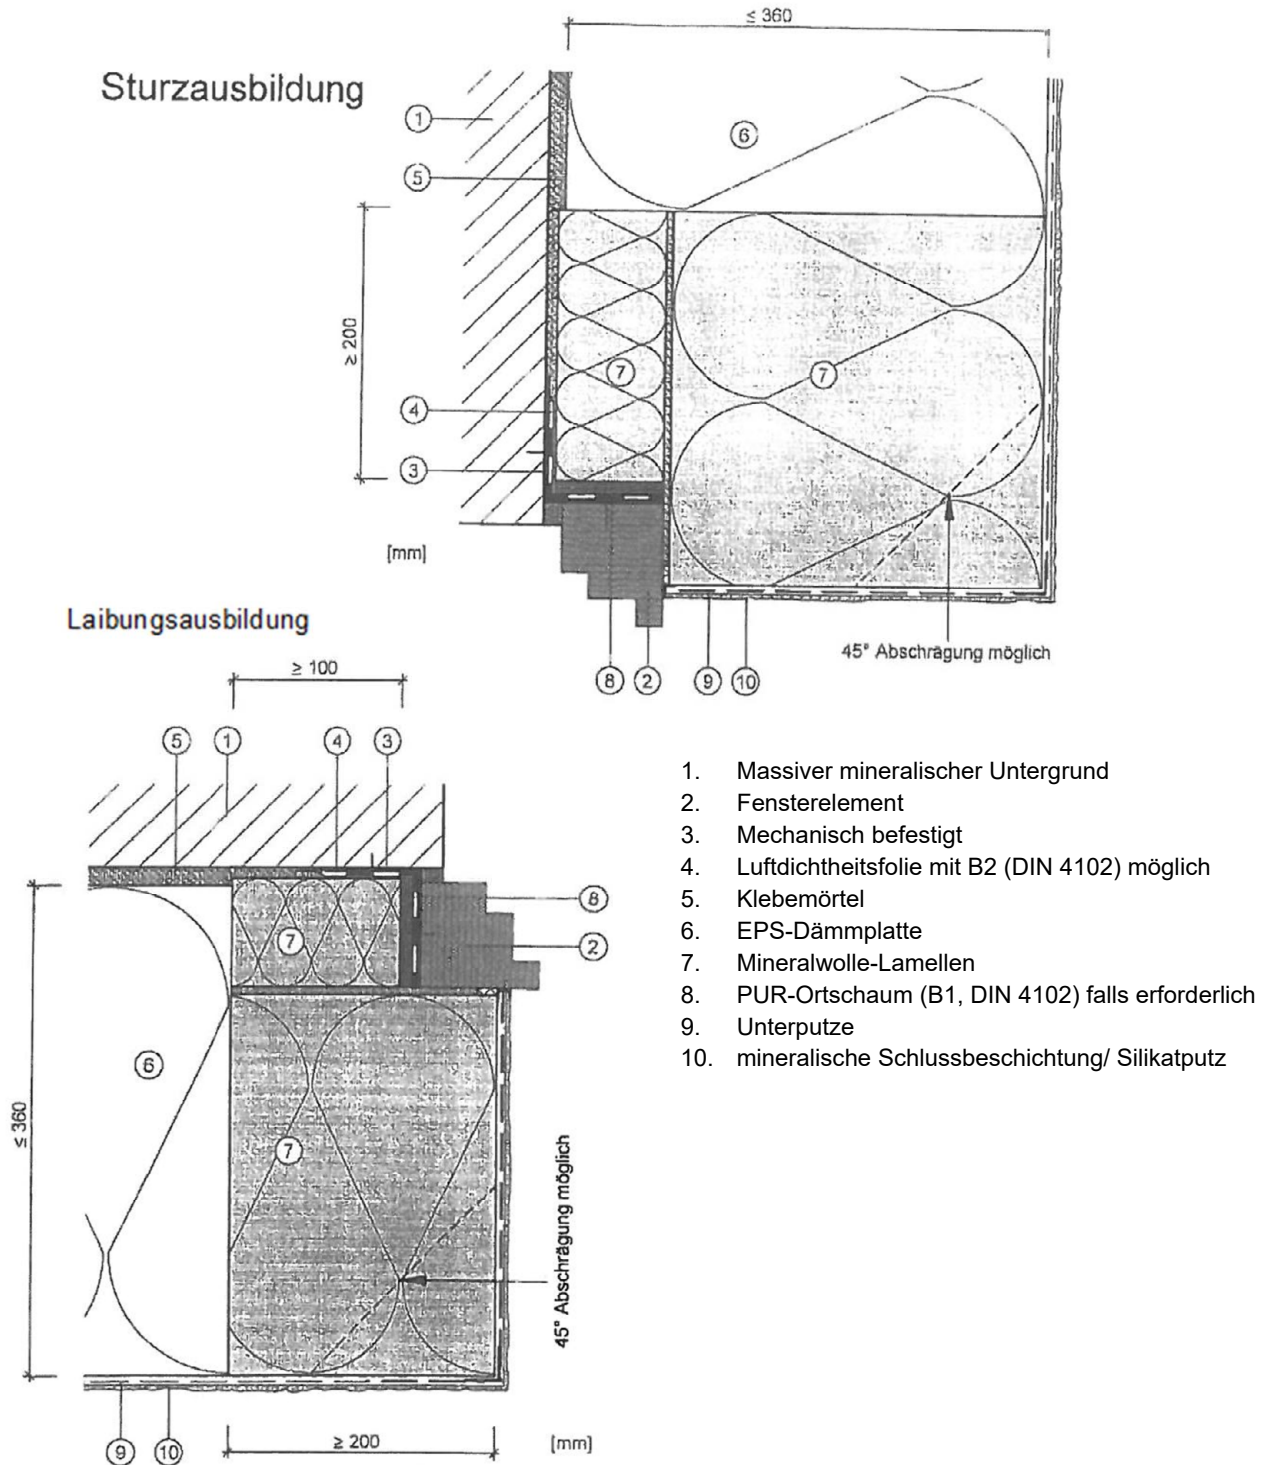 ≤ 360
Sturzausbildung
1
6
5
≥ 200
7
7
4
3
[mm]
45° Abschrägung möglich
8 2 9 10
Laibungsausbildung
≥ 100
5 1 4 3
8
7
2
6
≤ 360
7
45° Abschrägung möglich
9 10
≥ 200
[mm]
1. Massiver mineralischer Untergrund
2. Fensterelement
3. Mechanisch befestigt
4. Luftdichtheitsfolie mit B2 (DIN 4102) möglich
5. Klebemörtel
6. EPS-Dämmplatte
7. Mineralwolle-Lamellen
8. PUR-Ortschaum (B1, DIN 4102) falls erforderlich
9. Unterputze
10. mineralische Schlussbeschichtung/ Silikatputz